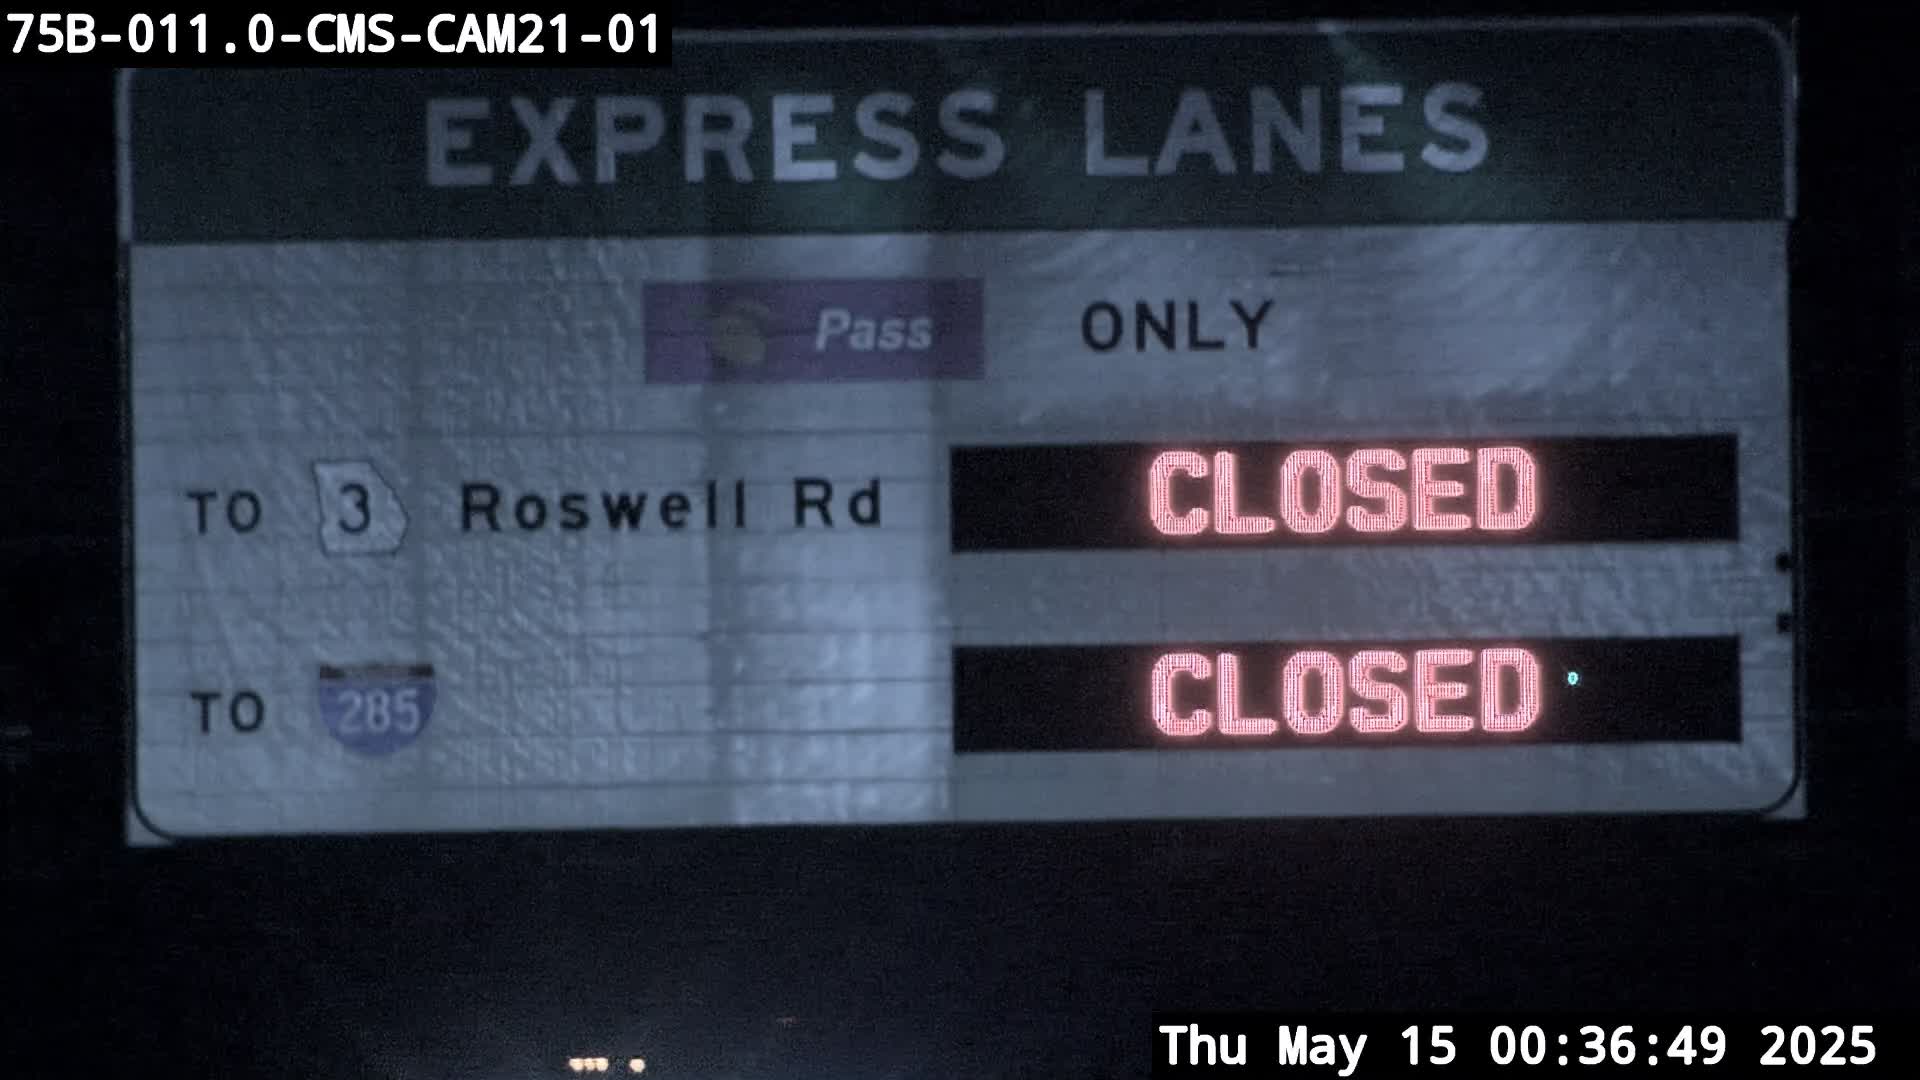 75B-011.0-CMS-CAM21-01
EXPRESS LANES
Pass ONLY
TO 3 Roswell Rd CLOSED
TO 285 CLOSED
Thu May 15 00:36:49 2025